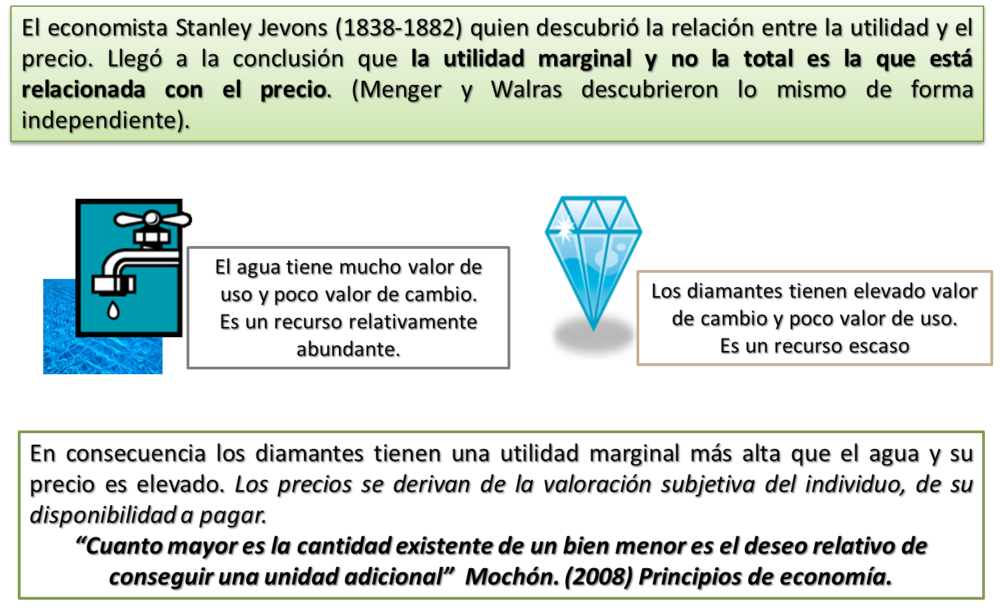 El economista Stanley Jevons (1838-1882) quien descubrió la relación entre la utilidad y el
precio. Llegó a la conclusión que la utilidad marginal y no la total es la que está
relacionada con el precio. (Menger y Walras descubrieron lo mismo de forma
independiente).
El agua tiene mucho valor de
uso y poco valor de cambio.
Es un recurso relativamente
abundante.
Los diamantes tienen elevado valor
de cambio y poco valor de uso.
Es un recurso escaso
En consecuencia los diamantes tienen una utilidad marginal más alta que el agua y su
precio es elevado. Los precios se derivan de la valoración subjetiva del individuo, de su
disponibilidad a pagar.
“Cuanto mayor es la cantidad existente de un bien menor es el deseo relativo de
conseguir una unidad adicional” Mochón. (2008) Principios de economía.